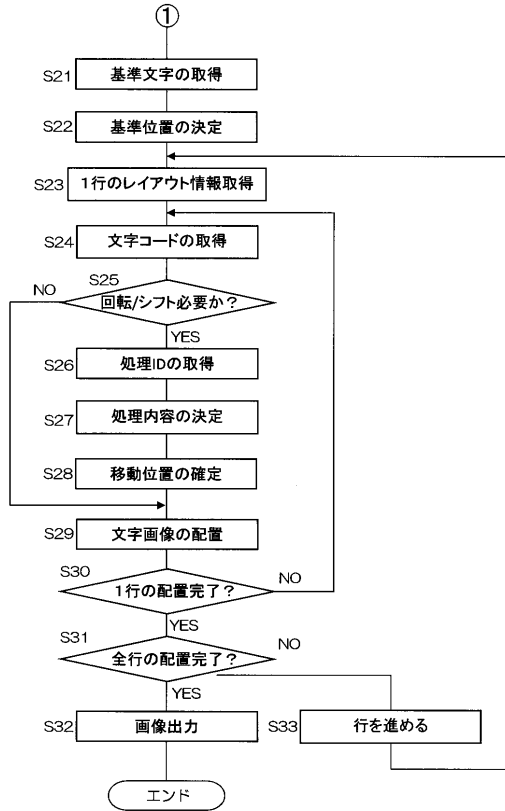 ①
S21
基準文字の取得
S22
基準位置の決定
S23
1行のレイアウト情報取得
S24
文字コードの取得
S25
NO
回転/シフト必要か？
YES
S26
処理IDの取得
S27
処理内容の決定
S28
移動位置の確定
S29
文字画像の配置
S30
1行の配置完了？
NO
YES
S31
全行の配置完了？
NO
YES
S32
画像出力
S33
行を進める
エンド